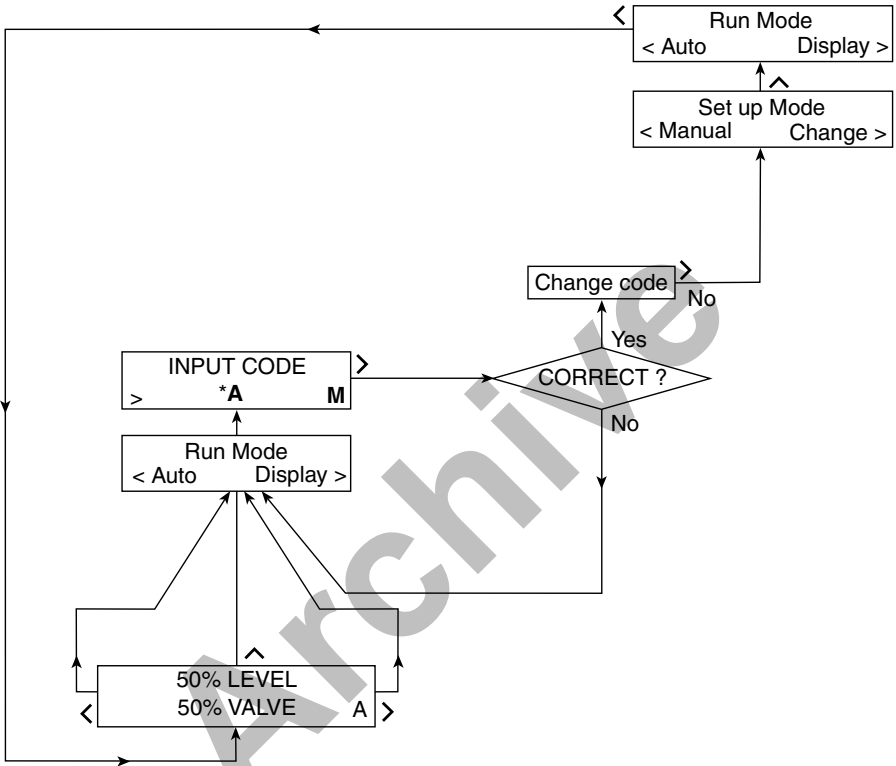 <
Run Mode
< Auto Display >
^
Set up Mode
< Manual Change >
Change code
>
No
Yes
INPUT CODE
> *A M
>
CORRECT ?
No
Run Mode
< Auto Display >
^
50% LEVEL
50% VALVE A
< >
Archive